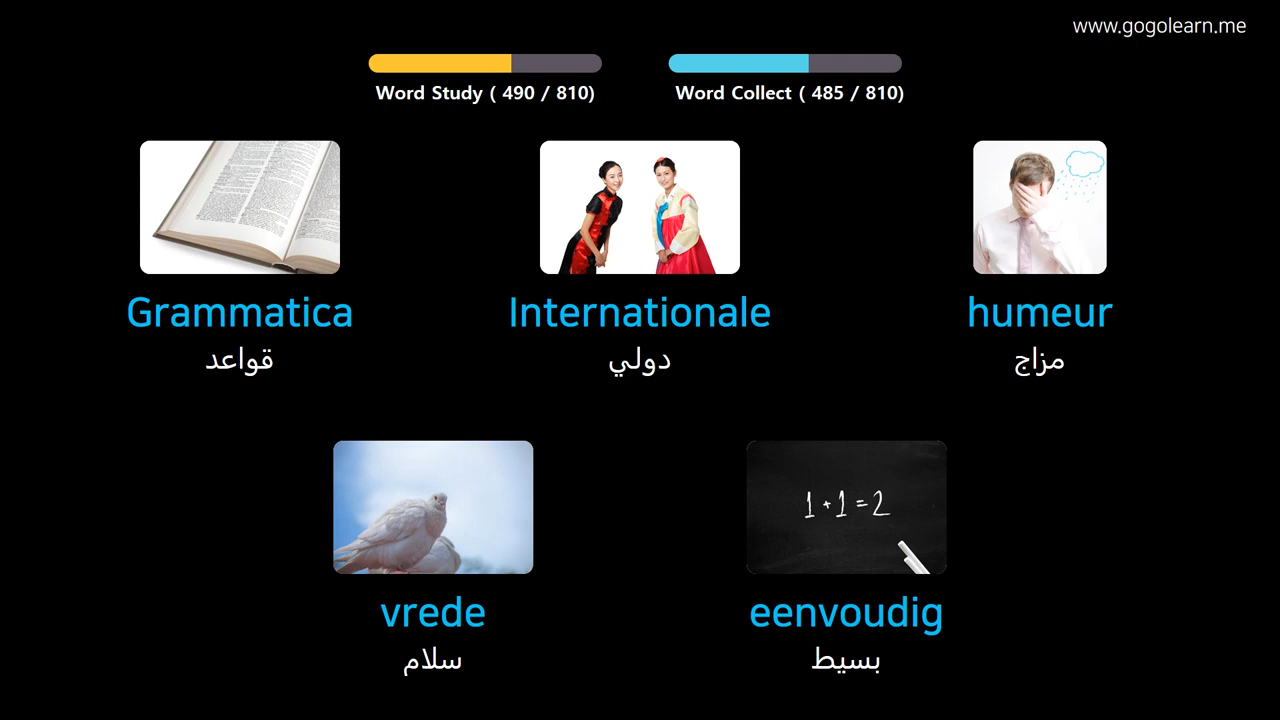 www.gogolearn.me
Word Study ( 490 / 810)
Word Collect ( 485 / 810)
Grammatica
قواعد
Internationale
دولي
humeur
مزاج
1+1=2
vrede
سلام
eenvoudig
بسيط